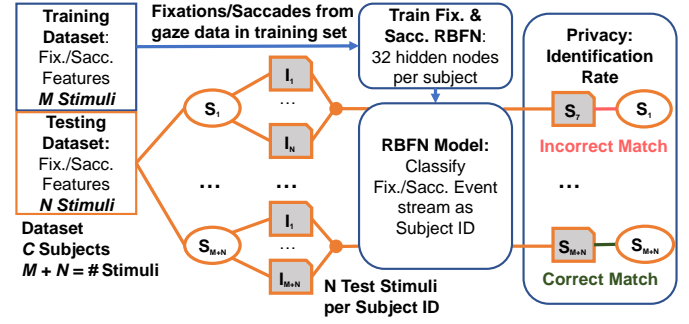 Training
Dataset:
Fix./Sacc.
Features
M Stimuli
Fixations/Saccades from
gaze data in training set
Train Fix. &
Sacc. RBFN:
32 hidden nodes
per subject
Privacy:
Identification
Rate
Testing
Dataset:
Fix./Sacc.
Features
N Stimuli
Dataset
C Subjects
M + N = # Stimuli
S1
...
SM+N
I1
...
IN
...
I1
...
IM+N
N Test Stimuli
per Subject ID
RBFN Model:
Classify
Fix./Sacc. Event
stream as
Subject ID
S7
S1
Incorrect Match
...
SM+N
SM+N
Correct Match